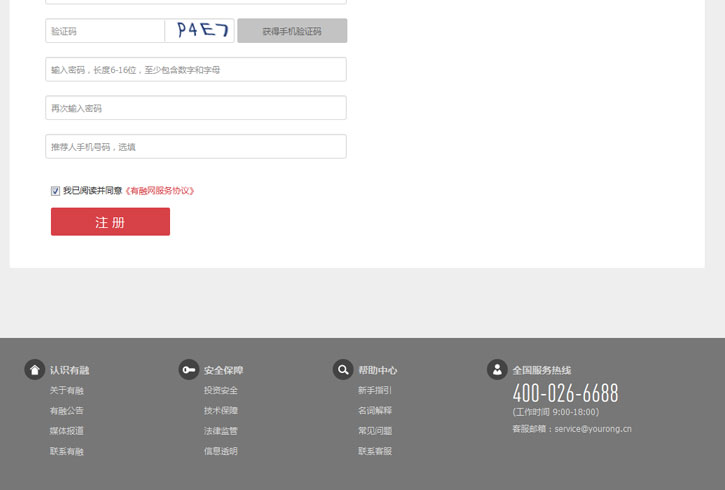 验证码 P4E7 获得手机验证码
输入密码，长度6-16位，至少包含数字和字母
再次输入密码
推荐人手机号码，选填
我已阅读并同意《有融网服务协议》
注 册
认识有融
关于有融
有融公告
媒体报道
联系有融
安全保障
投资安全
技术保障
法律监管
信息透明
帮助中心
新手指引
名词解释
常见问题
联系客服
全国服务热线
400-026-6688
(工作时间 9:00-18:00)
客服邮箱：service@yourong.cn